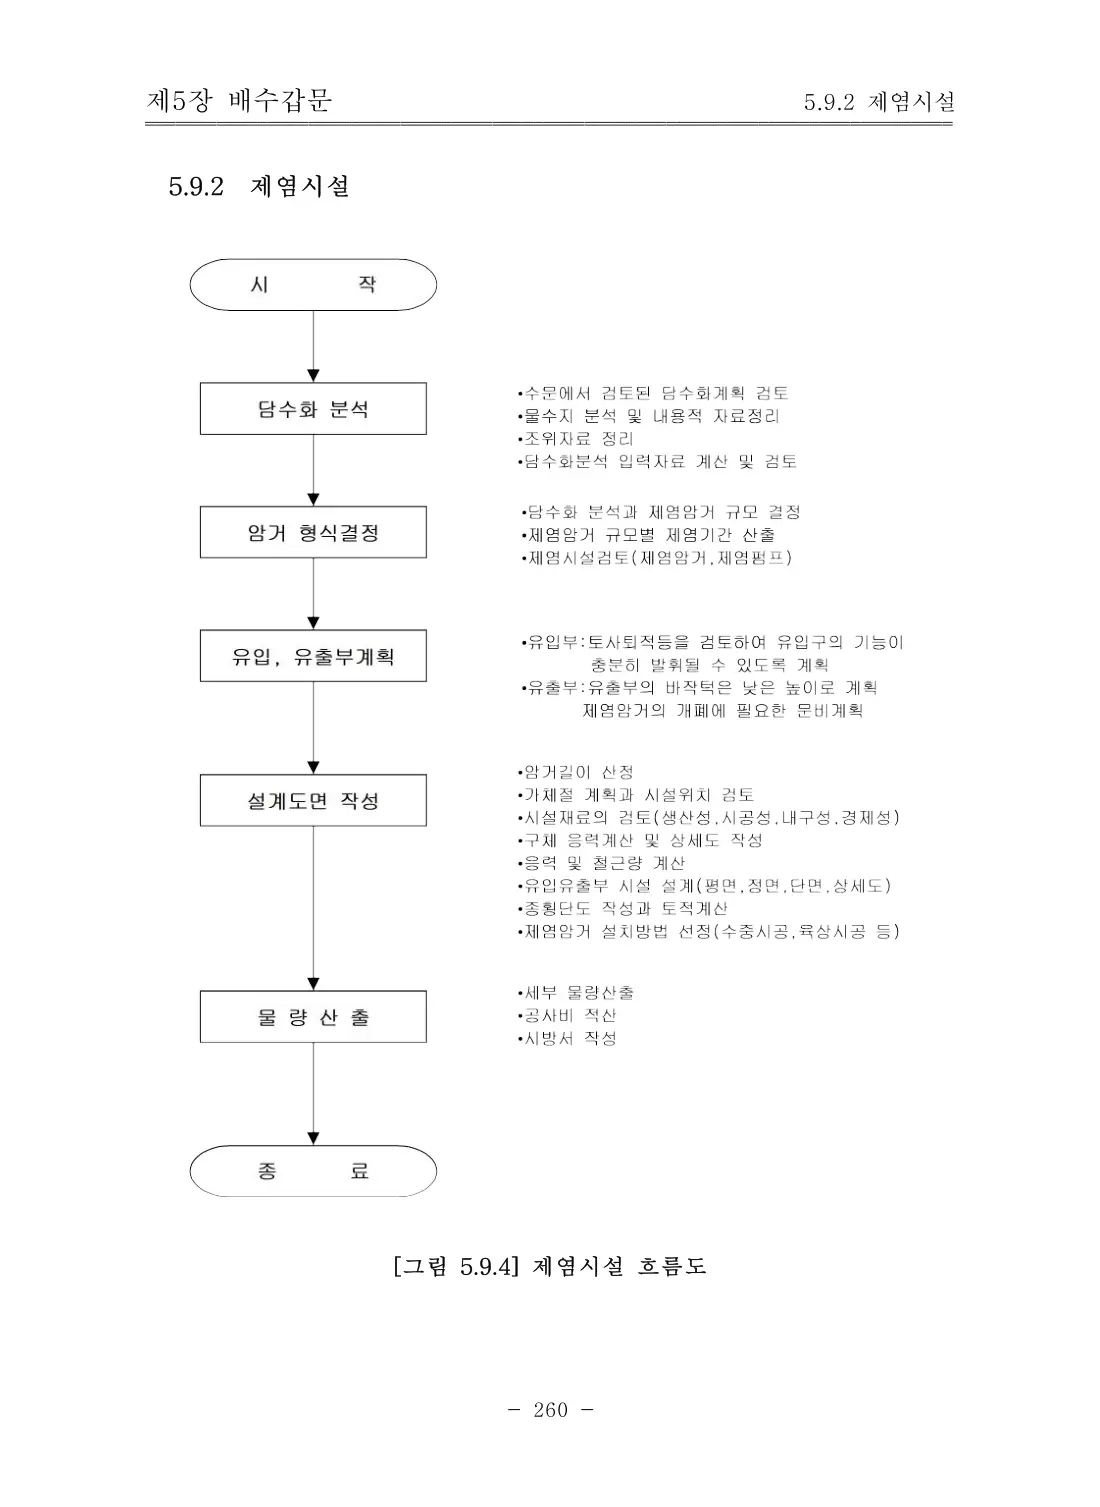 제5장 배수갑문
5.9.2 제염시설
5.9.2 제염시설
시 작
담수화 분석
•수문에서 검토된 담수화계획 검토
•물수지 분석 및 내용적 자료정리
•조위자료 정리
•담수화분석 입력자료 계산 및 검토
암거 형식결정
•담수화 분석과 제염암거 규모 결정
•제염암거 규모별 제염기간 산출
•제염시설검토(제염암거,제염펌프)
유입, 유출부계획
•유입부:토사퇴적등을 검토하여 유입구의 기능이
충분히 발휘될 수 있도록 계획
•유출부:유출부의 바작턱은 낮은 높이로 계획
제염암거의 개폐에 필요한 문비계획
설계도면 작성
•암거길이 산정
•가체절 계획과 시설위치 검토
•시설재료의 검토(생산성,시공성,내구성,경제성)
•구체 응력계산 및 상세도 작성
•응력 및 철근량 계산
•유입유출부 시설 설계(평면,정면,단면,상세도)
•종횡단도 작성과 토적계산
•제염암거 설치방법 선정(수중시공,육상시공 등)
물 량 산 출
•세부 물량산출
•공사비 적산
•시방서 작성
종 료
[그림 5.9.4] 제염시설 흐름도
- 260 -